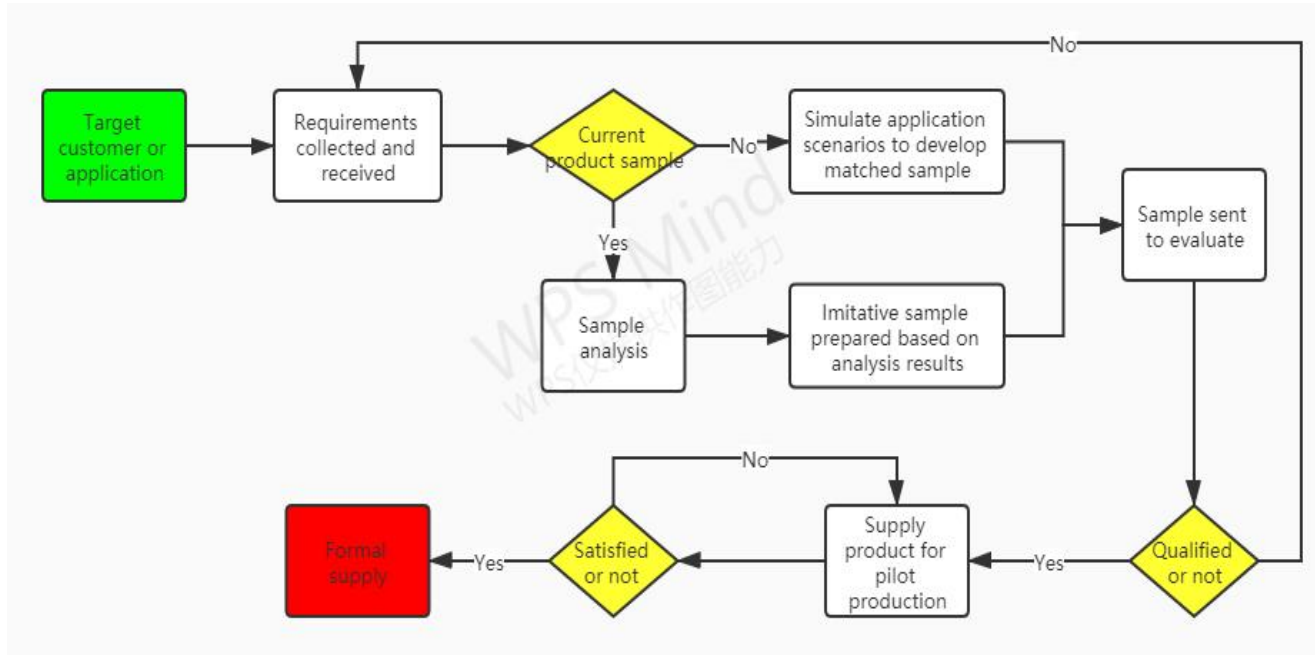 No
Target
customer or
application
Requirements
collected and
received
Current
product sample
No
Simulate application
scenarios to develop
matched sample
Sample sent
to evaluate
Yes
Sample
analysis
Imitative sample
prepared based on
analysis results
WPS Mind
No
Formal
supply
Yes
Satisfied
or not
Supply
product for
pilot
production
Yes
Qualified
or not